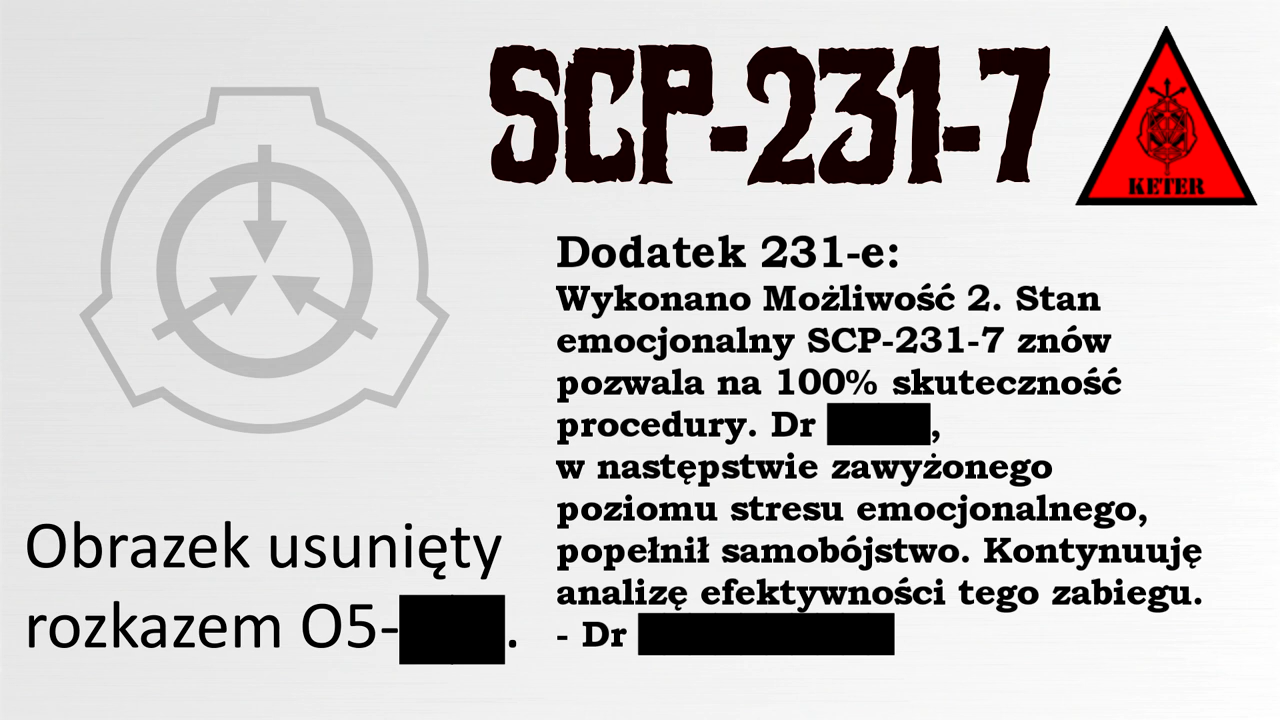 SCP-231-7
KETER
Dodatek 231-e:
Wykonano Możliwość 2. Stan
emocjonalny SCP-231-7 znów
pozwala na 100% skuteczność
procedury. Dr ,
w następstwie zawyżonego
poziomu stresu emocjonalnego,
popełnił samobójstwo. Kontynuuję
analizę efektywności tego zabiegu.
- Dr
Obrazek usunięty
rozkazem O5- .